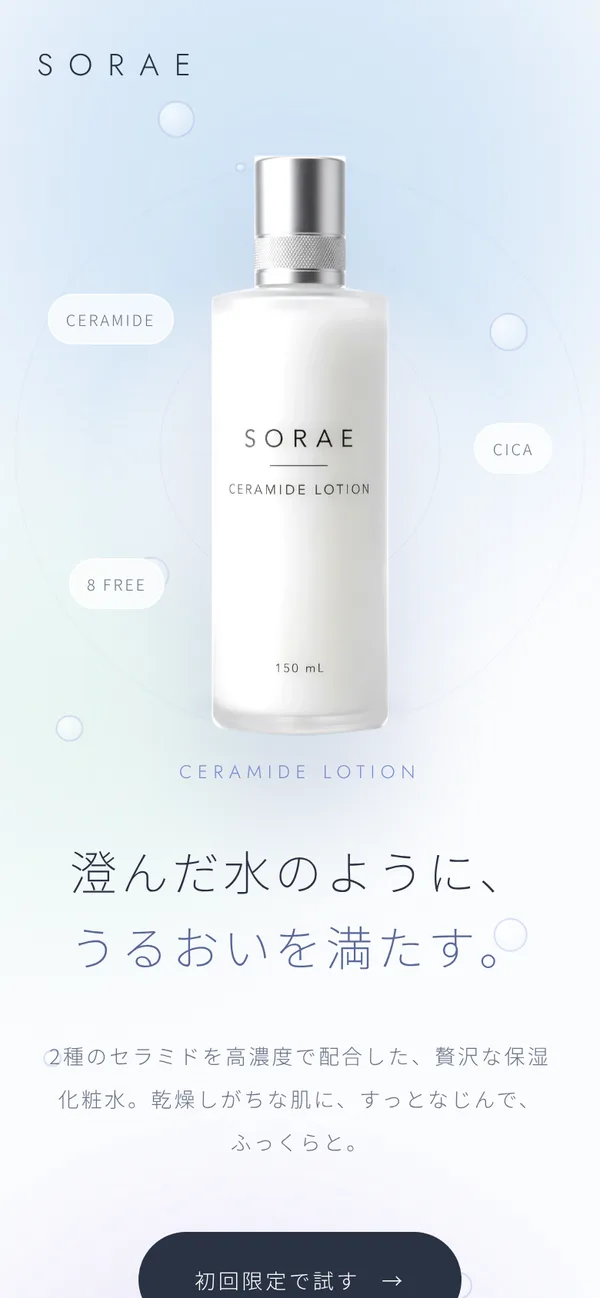 SORAE
CERAMIDE
SORAE
CERAMIDE LOTION
CICA
8 FREE
150 mL
CERAMIDE LOTION
澄んだ水のように、
うるおいを満たす。
2種のセラミドを高濃度で配合した、贅沢な保湿
化粧水。乾燥しがちな肌に、すっとなじんで、
ふっくらと。
初回限定で試す →